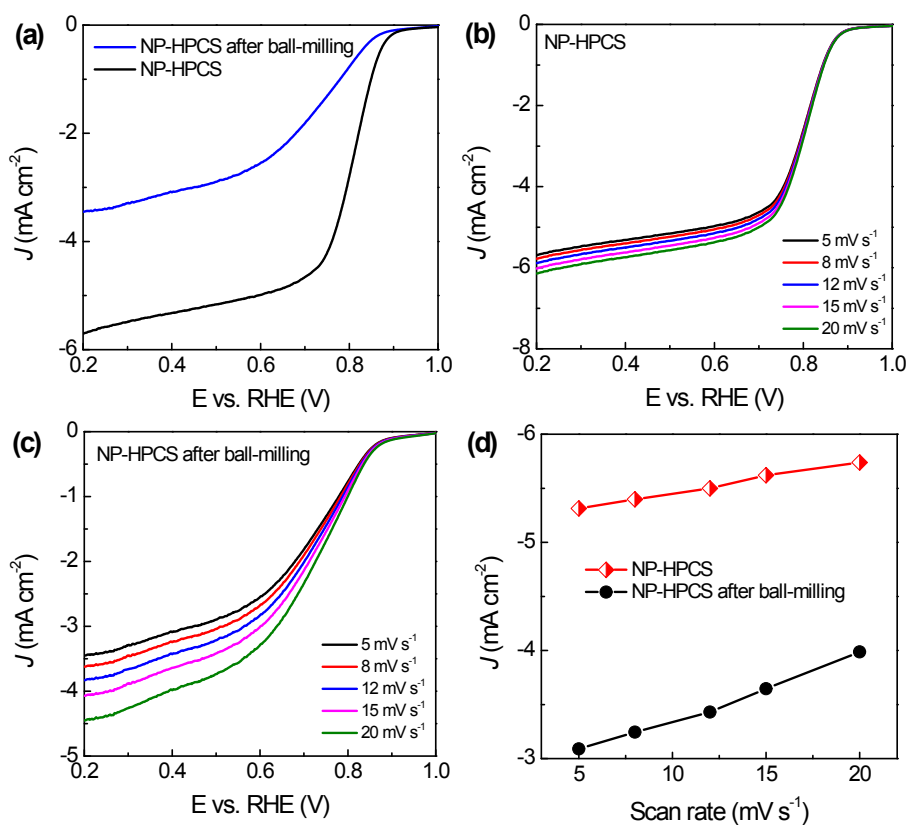 (a)
NP-HPCS after ball-milling
NP-HPCS
0
-2
-4
-6
J (mA cm⁻²)
0.2 0.4 0.6 0.8 1.0
E vs. RHE (V)
(b)
NP-HPCS
0
-2
-4
-6
-8
J (mA cm⁻²)
5 mV s⁻¹
8 mV s⁻¹
12 mV s⁻¹
15 mV s⁻¹
20 mV s⁻¹
0.2 0.4 0.6 0.8 1.0
E vs. RHE (V)
(c)
NP-HPCS after ball-milling
0
-1
-2
-3
-4
-5
J (mA cm⁻²)
5 mV s⁻¹
8 mV s⁻¹
12 mV s⁻¹
15 mV s⁻¹
20 mV s⁻¹
0.2 0.4 0.6 0.8 1.0
E vs. RHE (V)
(d)
-6
-5
-4
-3
J (mA cm⁻²)
NP-HPCS
NP-HPCS after ball-milling
5 10 15 20
Scan rate (mV s⁻¹)